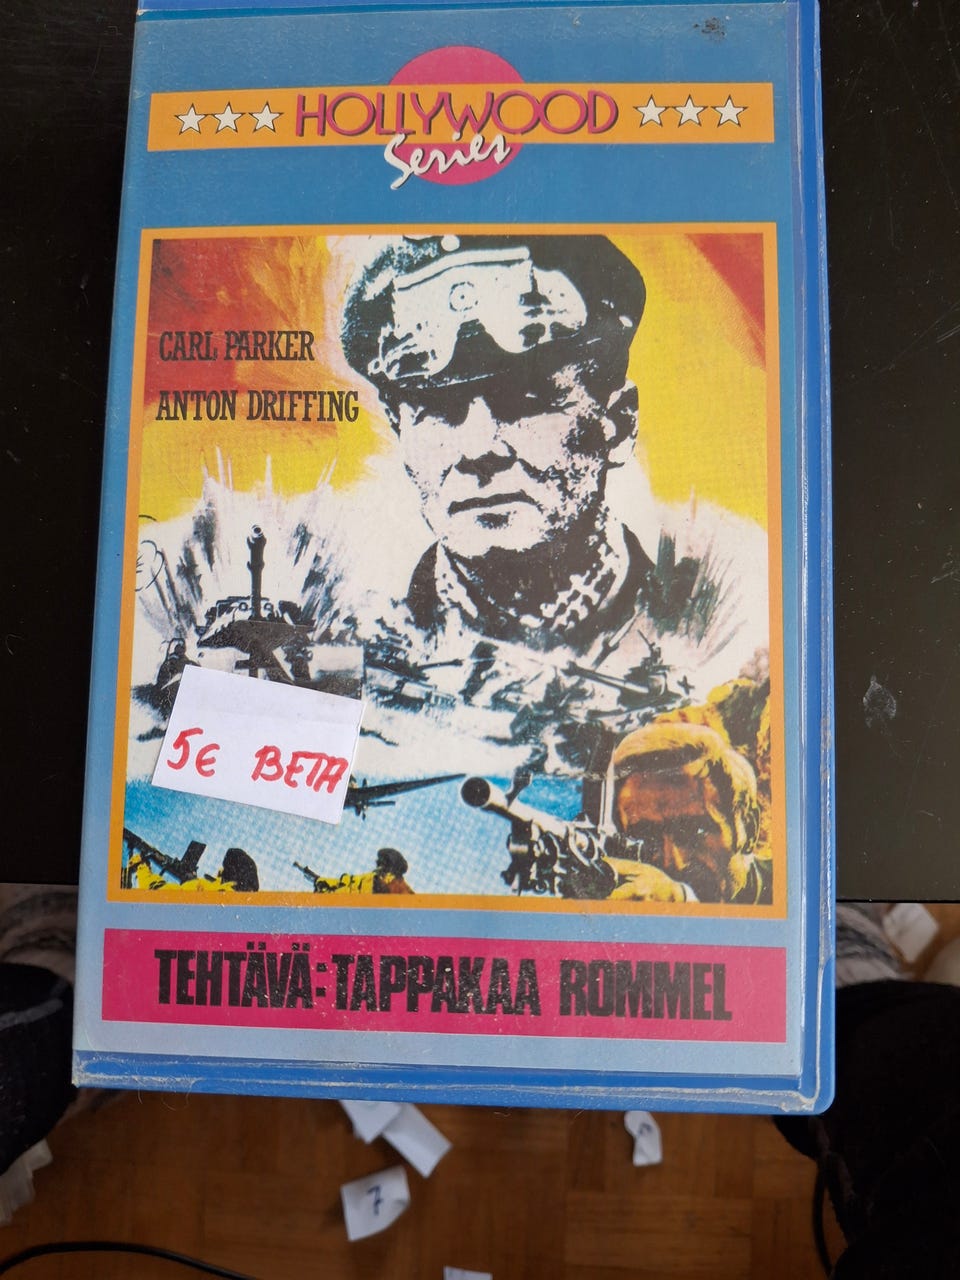 ★★★ HOLLYWOOD ★★★
Series
CARL PARKER
ANTON DRIFFING
5€ BETA
TEHTÄVÄ: TAPPAKAA ROMMEL
7